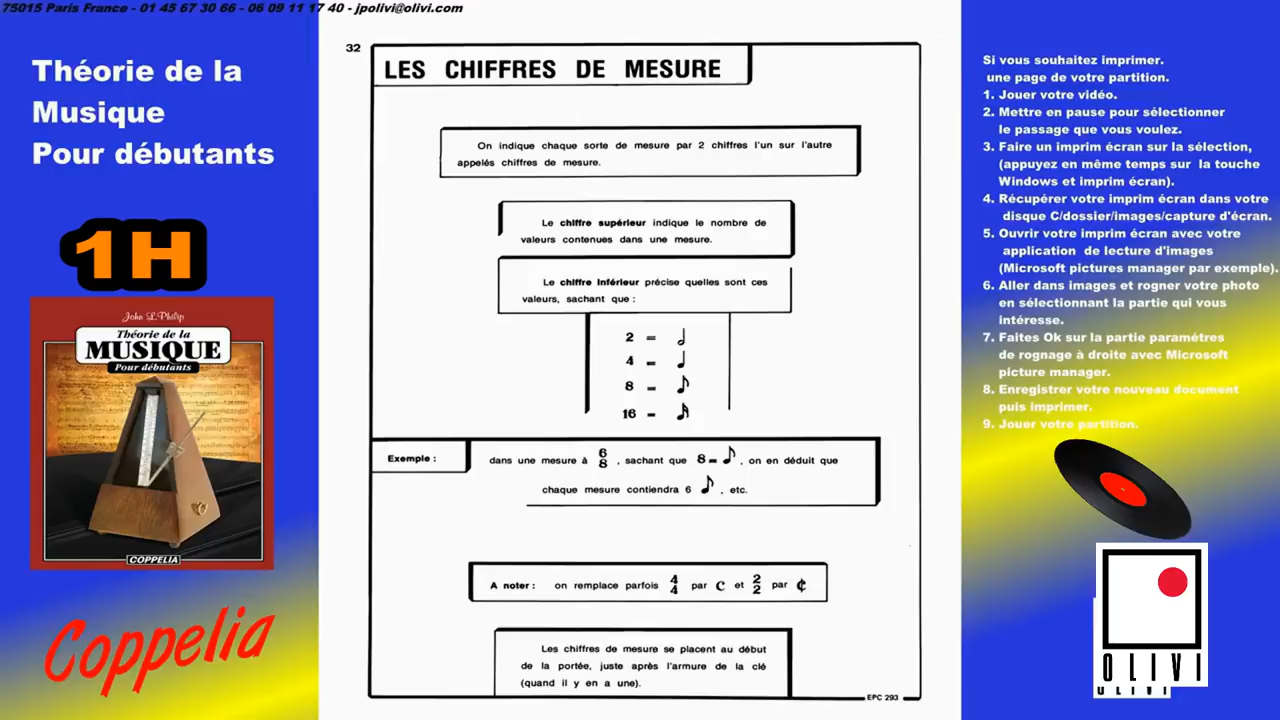 75015 Paris France - 01 45 67 30 66 - 06 09 11 17 40 - jpolivi@olivi.com
Théorie de la
Musique
Pour débutants
1H
John L. Philip
Théorie de la
MUSIQUE
Pour débutants
COPPELIA
Coppelia
32
LES CHIFFRES DE MESURE
On indique chaque sorte de mesure par 2 chiffres l'un sur l'autre
appelés chiffres de mesure.
Le chiffre supérieur indique le nombre de
valeurs contenues dans une mesure.
Le chiffre inférieur précise quelles sont ces
valeurs, sachant que :
2 = 𝅗𝅥
4 = ♩
8 = ♪
16 = 𝅘𝅥𝅯
Exemple :
dans une mesure à 6/8 , sachant que 8 = ♪ , on en déduit que
chaque mesure contiendra 6 ♪ , etc.
A noter : on remplace parfois 4/4 par C et 2/2 par ¢
Les chiffres de mesure se placent au début
de la portée, juste après l'armure de la clé
(quand il y en a une).
EPC 293
Si vous souhaitez imprimer.
une page de votre partition.
1. Jouer votre vidéo.
2. Mettre en pause pour sélectionner
le passage que vous voulez.
3. Faire un imprim écran sur la sélection,
(appuyez en même temps sur la touche
Windows et imprim écran).
4. Récupérer votre imprim écran dans votre
disque C/dossier/images/capture d'écran.
5. Ouvrir votre imprim écran avec votre
application de lecture d'images
(Microsoft pictures manager par exemple).
6. Aller dans images et rogner votre photo
en sélectionnant la partie qui vous
intéresse.
7. Faites Ok sur la partie paramétres
de rognage à droite avec Microsoft
picture manager.
8. Enregistrer votre nouveau document
puis imprimer.
9. Jouer votre partition.
OLIVI
OLIVI